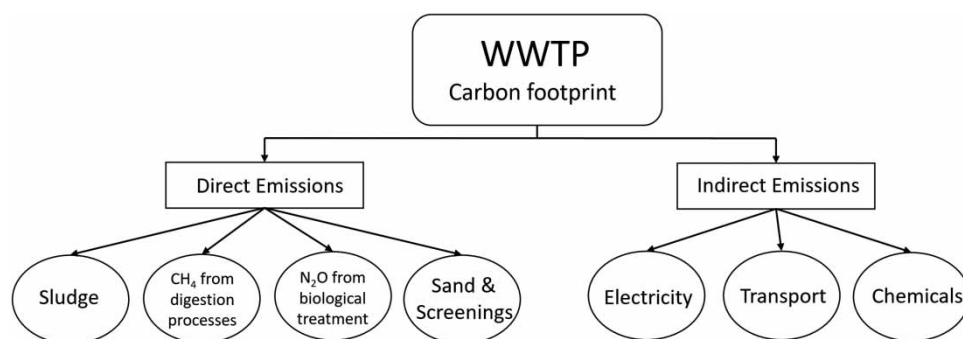 WWTP
Carbon footprint
Direct Emissions
Indirect Emissions
Sludge
CH₄ from
digestion
processes
N₂O from
biological
treatment
Sand &
Screenings
Electricity
Transport
Chemicals